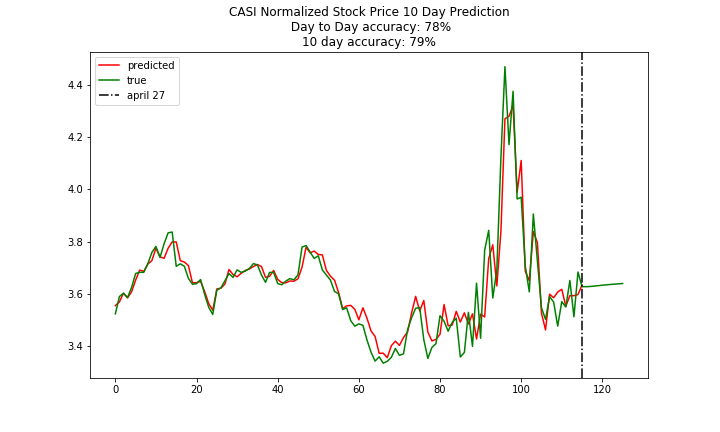 CASI Normalized Stock Price 10 Day Prediction
Day to Day accuracy: 78%
10 day accuracy: 79%
predicted
true
april 27
4.4
4.2
4.0
3.8
3.6
3.4
0 20 40 60 80 100 120